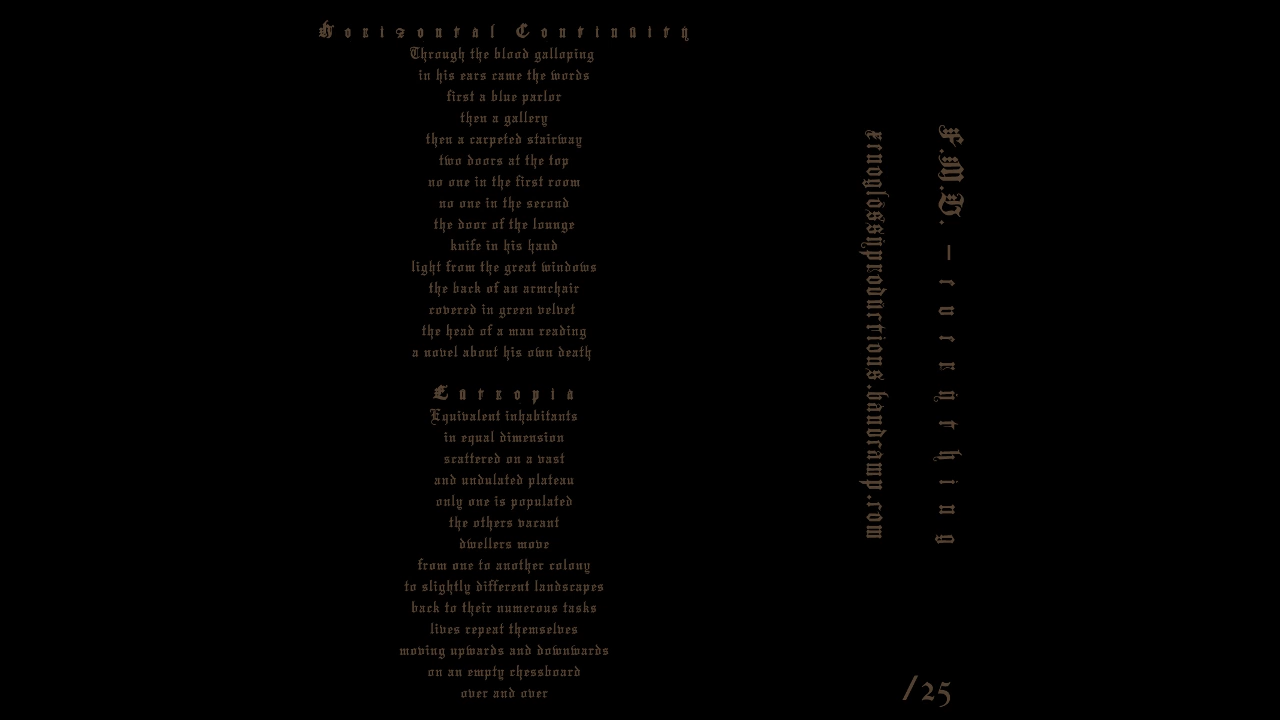 Horizontal Continuity
Through the blood galloping
in his ears came the words
first a blue parlor
then a gallery
then a carpeted stairway
two doors at the top
no one in the first room
no one in the second
the door of the lounge
knife in his hand
light from the great windows
the back of an armchair
covered in green velvet
the head of a man reading
a novel about his own death
Eutropia
Equivalent inhabitants
in equal dimension
scattered on a vast
and undulated plateau
only one is populated
the others vacant
dwellers move
from one to another colony
to slightly different landscapes
back to their numerous tasks
lives repeat themselves
moving upwards and downwards
on an empty chessboard
over and over
F.M.D. - rorkything
xenoglossyproductions.bandcamp.com
/25